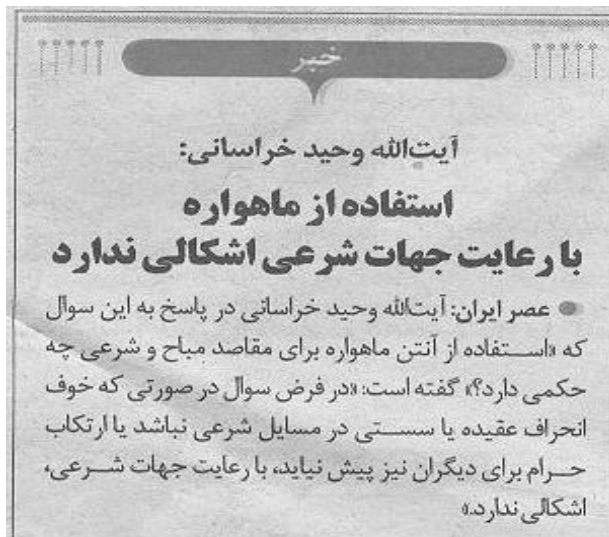 خبر
آیت‌الله وحید خراسانی:
استفاده از ماهواره
با رعایت جهات شرعی اشکالی ندارد
عصر ایران: آیت‌الله وحید خراسانی در پاسخ به این سوال
که «استفاده از آنتن ماهواره برای مقاصد مباح و شرعی چه
حکمی دارد؟» گفته است: «در فرض سوال در صورتی که خوف
انحراف عقیده یا سستی در مسایل شرعی نباشد یا ارتکاب
حرام برای دیگران نیز پیش نیاید، با رعایت جهات شرعی،
اشکالی ندارد.»